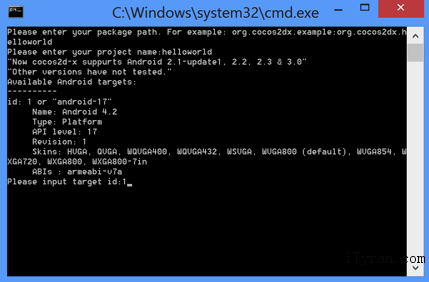 C:\Windows\system32\cmd.exe
Please enter your package path. For example: org.cocos2dx.example:org.cocos2dx.h
elloworld
Please enter your project name:helloworld
"Now cocos2d-x suppurts Android 2.1-update1, 2.2, 2.3 & 3.0"
"Other versions have not tested."
Available Android targets:
----------
id: 1 or "android-17"
Name: Android 4.2
Type: Platform
API level: 17
Revision: 1
Skins: HVGA, QVGA, WQVGA400, WQVGA432, WSVGA, WVGA800 (default), WVGA854, W
XGA720, WXGA800, WXGA800-7in
ABIs : armeabi-v7a
Please input target id:1
iTyran.com